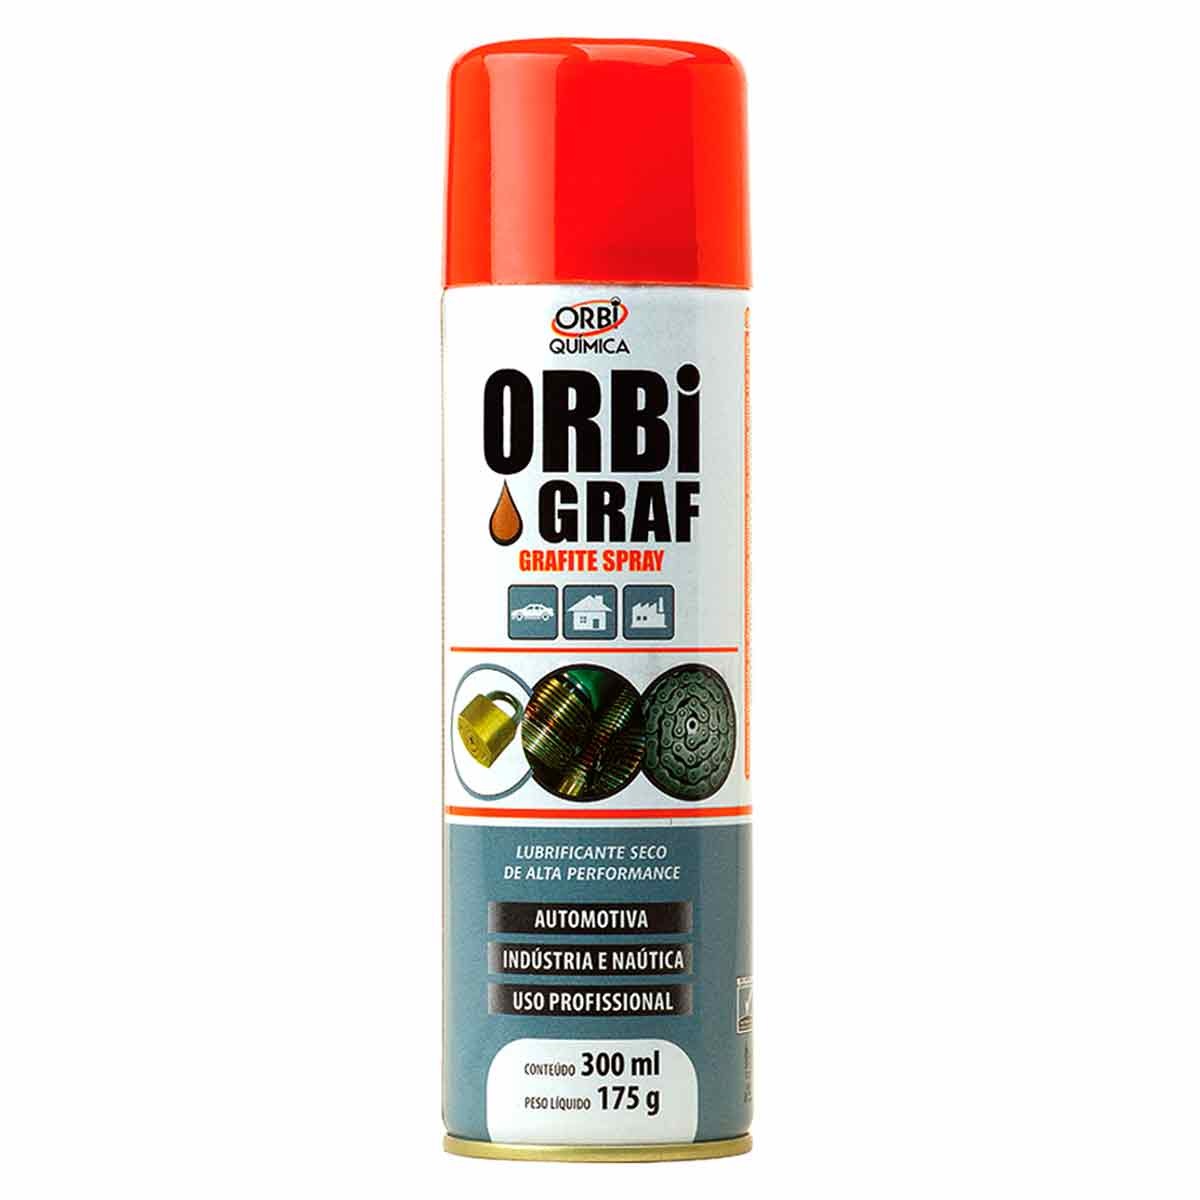 ORBi
QUÍMICA
ORBi
GRAF
GRAFITE SPRAY
LUBRIFICANTE SECO
DE ALTA PERFORMANCE
AUTOMOTIVA
INDÚSTRIA E NAÚTICA
USO PROFISSIONAL
CONTEÚDO 300 ml
PESO LÍQUIDO 175 g